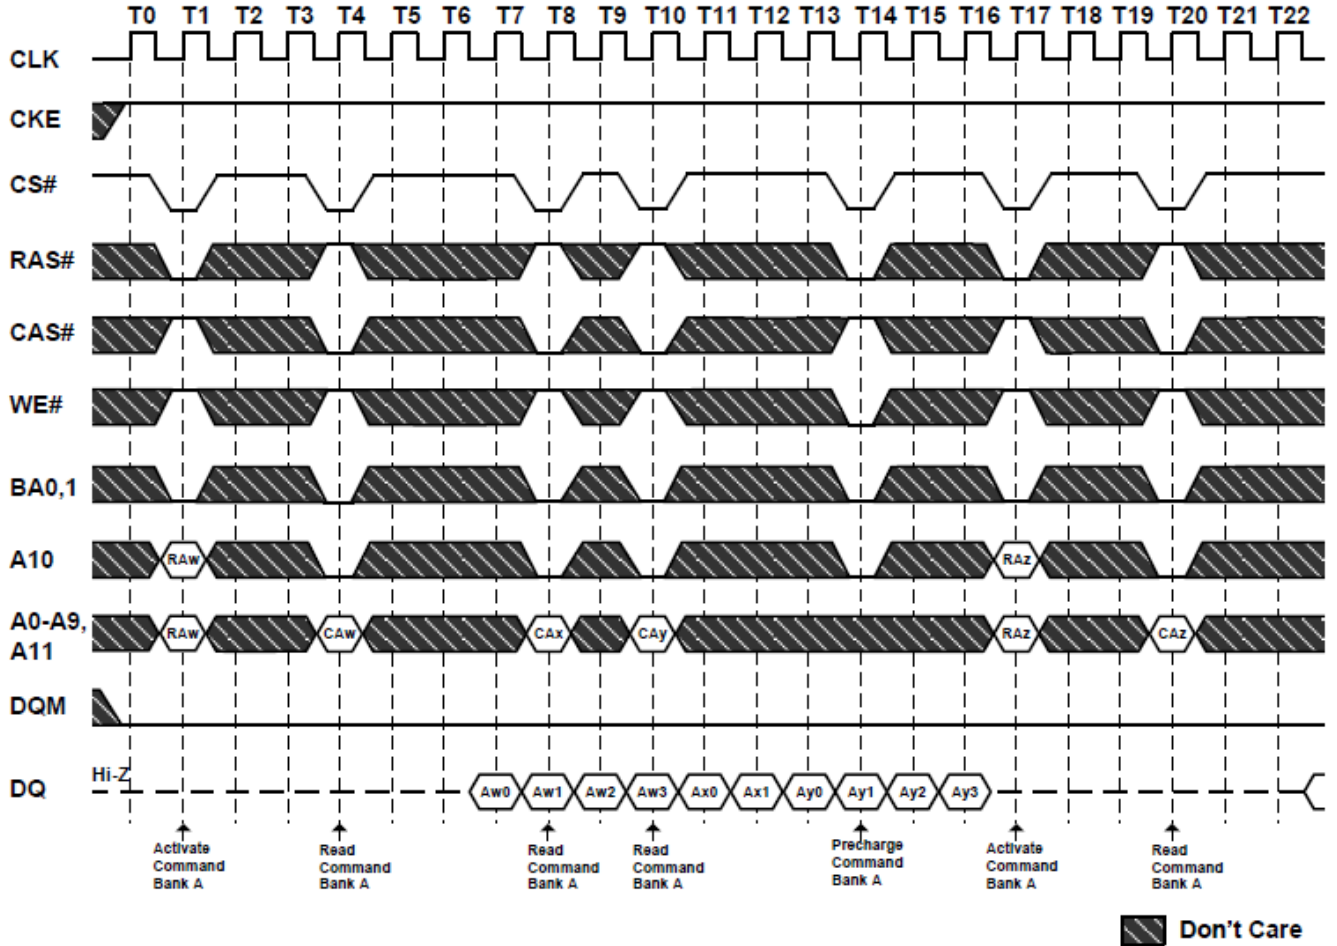 T0 T1 T2 T3 T4 T5 T6 T7 T8 T9 T10 T11 T12 T13 T14 T15 T16 T17 T18 T19 T20 T21 T22
CLK
CKE
CS#
RAS#
CAS#
WE#
BA0,1
A10
RAw RAz
A0-A9,
A11
RAw CAw CAx CAy RAz CAz
DQM
Hi-Z
DQ
Aw0 Aw1 Aw2 Aw3 Ax0 Ax1 Ay0 Ay1 Ay2 Ay3
Activate
Command
Bank A
Read
Command
Bank A
Read
Command
Bank A
Read
Command
Bank A
Precharge
Command
Bank A
Activate
Command
Bank A
Read
Command
Bank A
Don't Care